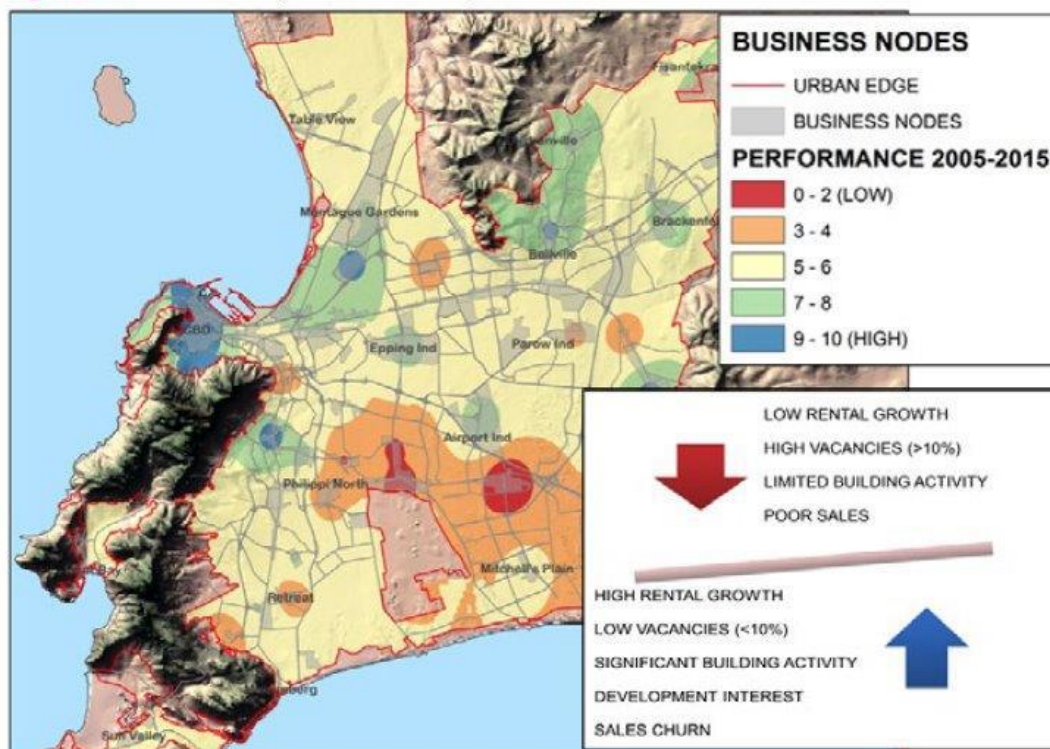 BUSINESS NODES
URBAN EDGE
BUSINESS NODES
PERFORMANCE 2005-2015
0 - 2 (LOW)
3 - 4
5 - 6
7 - 8
9 - 10 (HIGH)
Table View
Montague Gardens
Bellville
CBD
Epping Ind
Parow Ind
Airport Ind
Philippi North
Mitchell's Plain
Retreat
Sun Valley
LOW RENTAL GROWTH
HIGH VACANCIES (>10%)
LIMITED BUILDING ACTIVITY
POOR SALES
HIGH RENTAL GROWTH
LOW VACANCIES (<10%)
SIGNIFICANT BUILDING ACTIVITY
DEVELOPMENT INTEREST
SALES CHURN